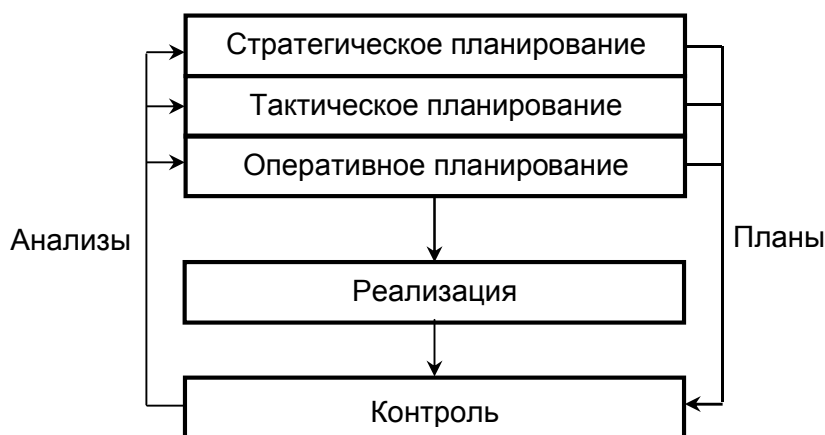 Стратегическое планирование
Тактическое планирование
Оперативное планирование
Анализы
Планы
Реализация
Контроль